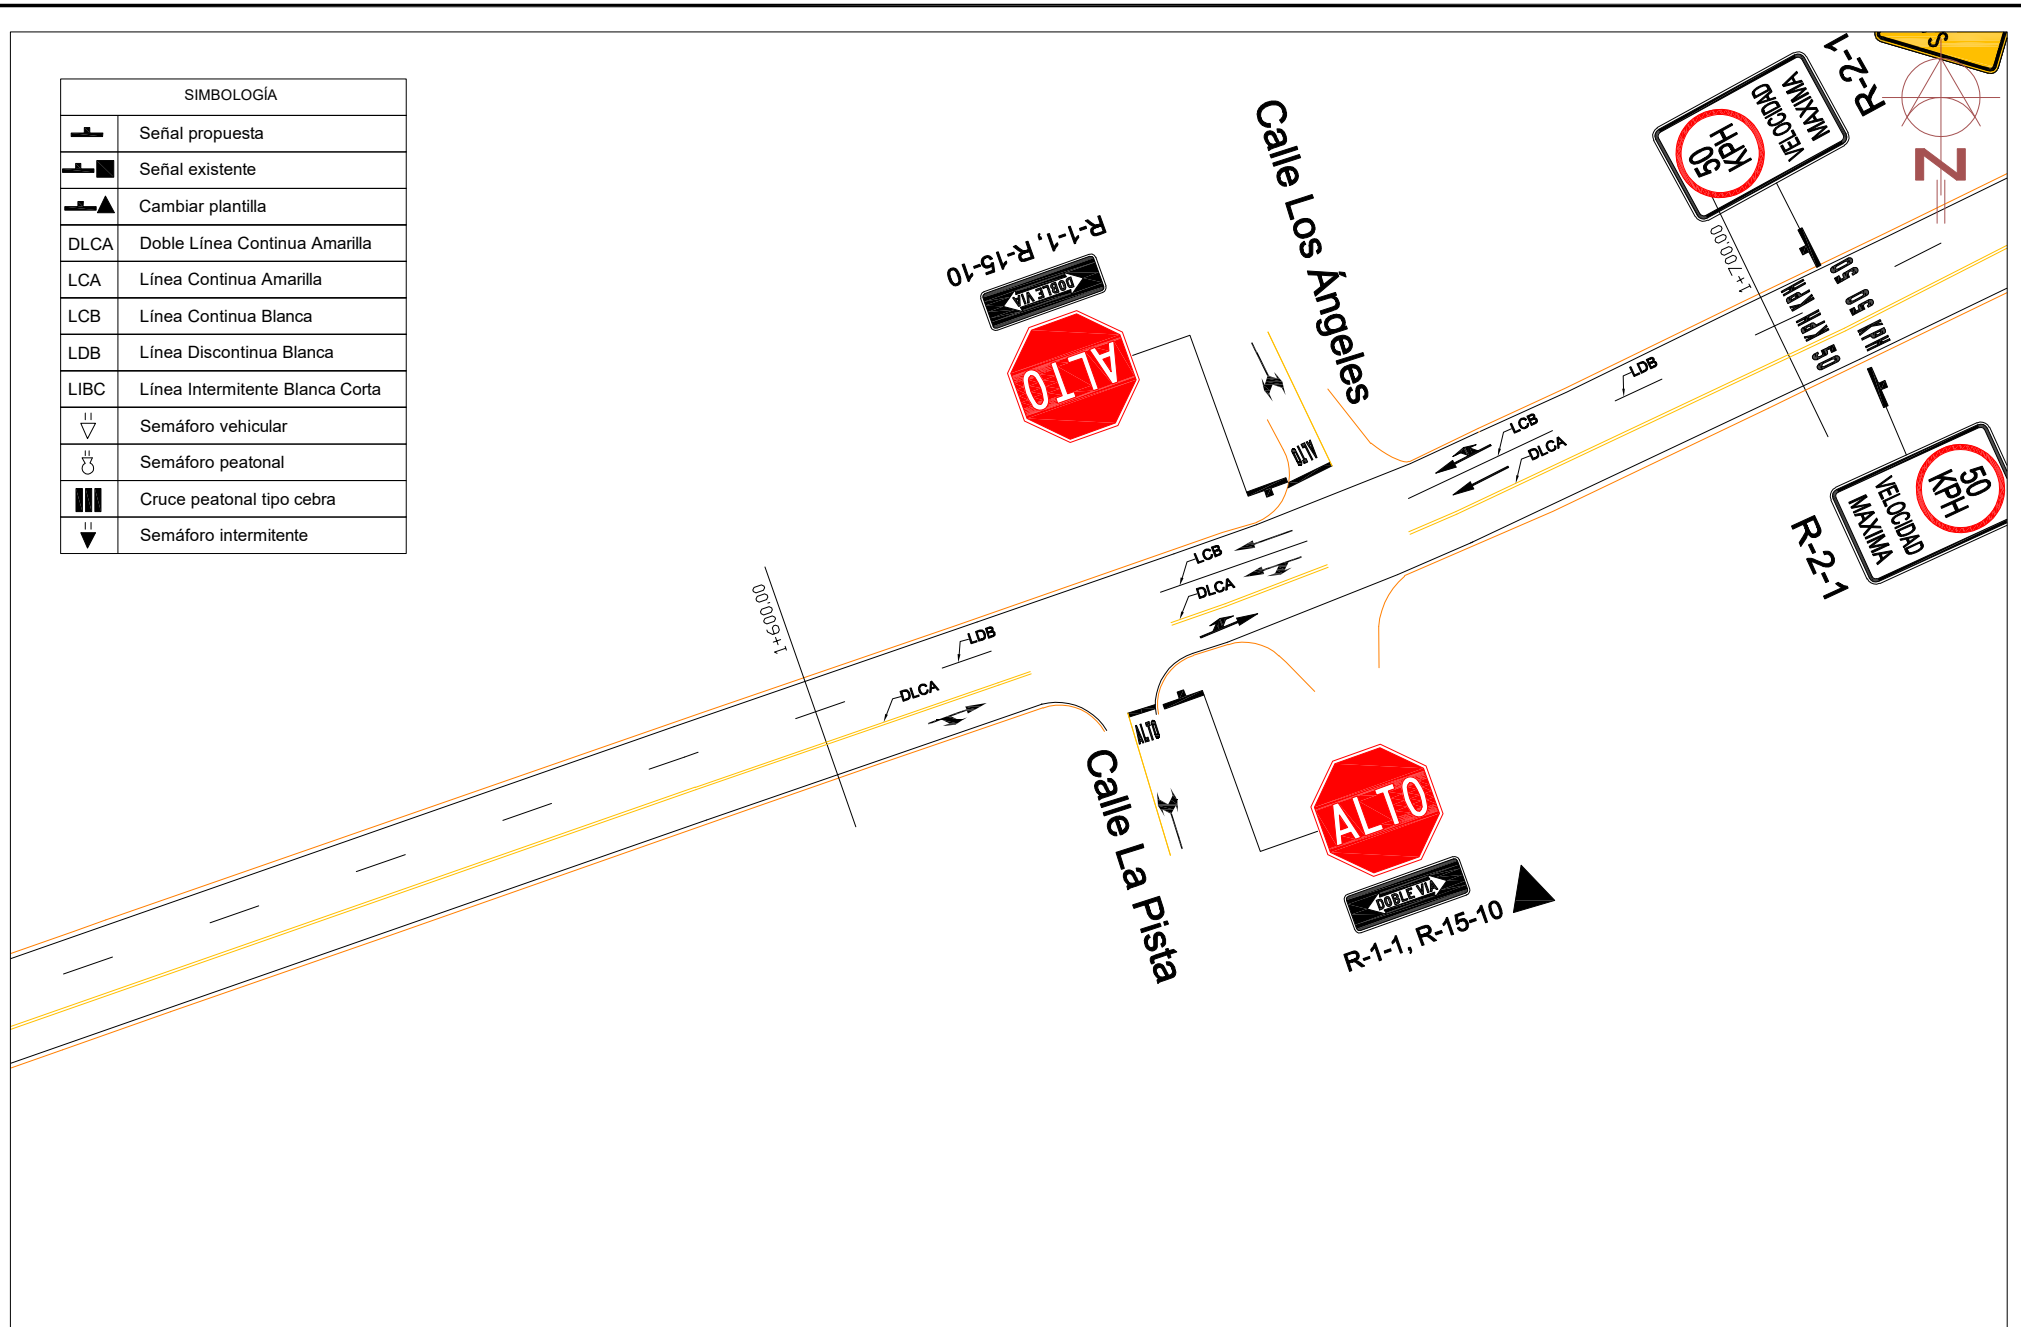 SIMBOLOGÍA
Señal propuesta
Señal existente
Cambiar plantilla
DLCA Doble Línea Continua Amarilla
LCA Línea Continua Amarilla
LCB Línea Continua Blanca
LDB Línea Discontinua Blanca
LIBC Línea Intermitente Blanca Corta
Semáforo vehicular
Semáforo peatonal
Cruce peatonal tipo cebra
Semáforo intermitente
R-1-1, R-15-10
DOBLE VIA
ALTO
Calle Los Ángeles
ALTO
R-2-1
VELOCIDAD
MAXIMA
50
KPH
N
1+700.00
50 KPH
50 KPH
50 KPH
KPH 50
LDB
LCB
DLCA
LCB
DLCA
1+600.00
LDB
DLCA
50
KPH
VELOCIDAD
MAXIMA
R-2-1
ALTO
Calle La Pista
ALTO
DOBLE VIA
R-1-1, R-15-10